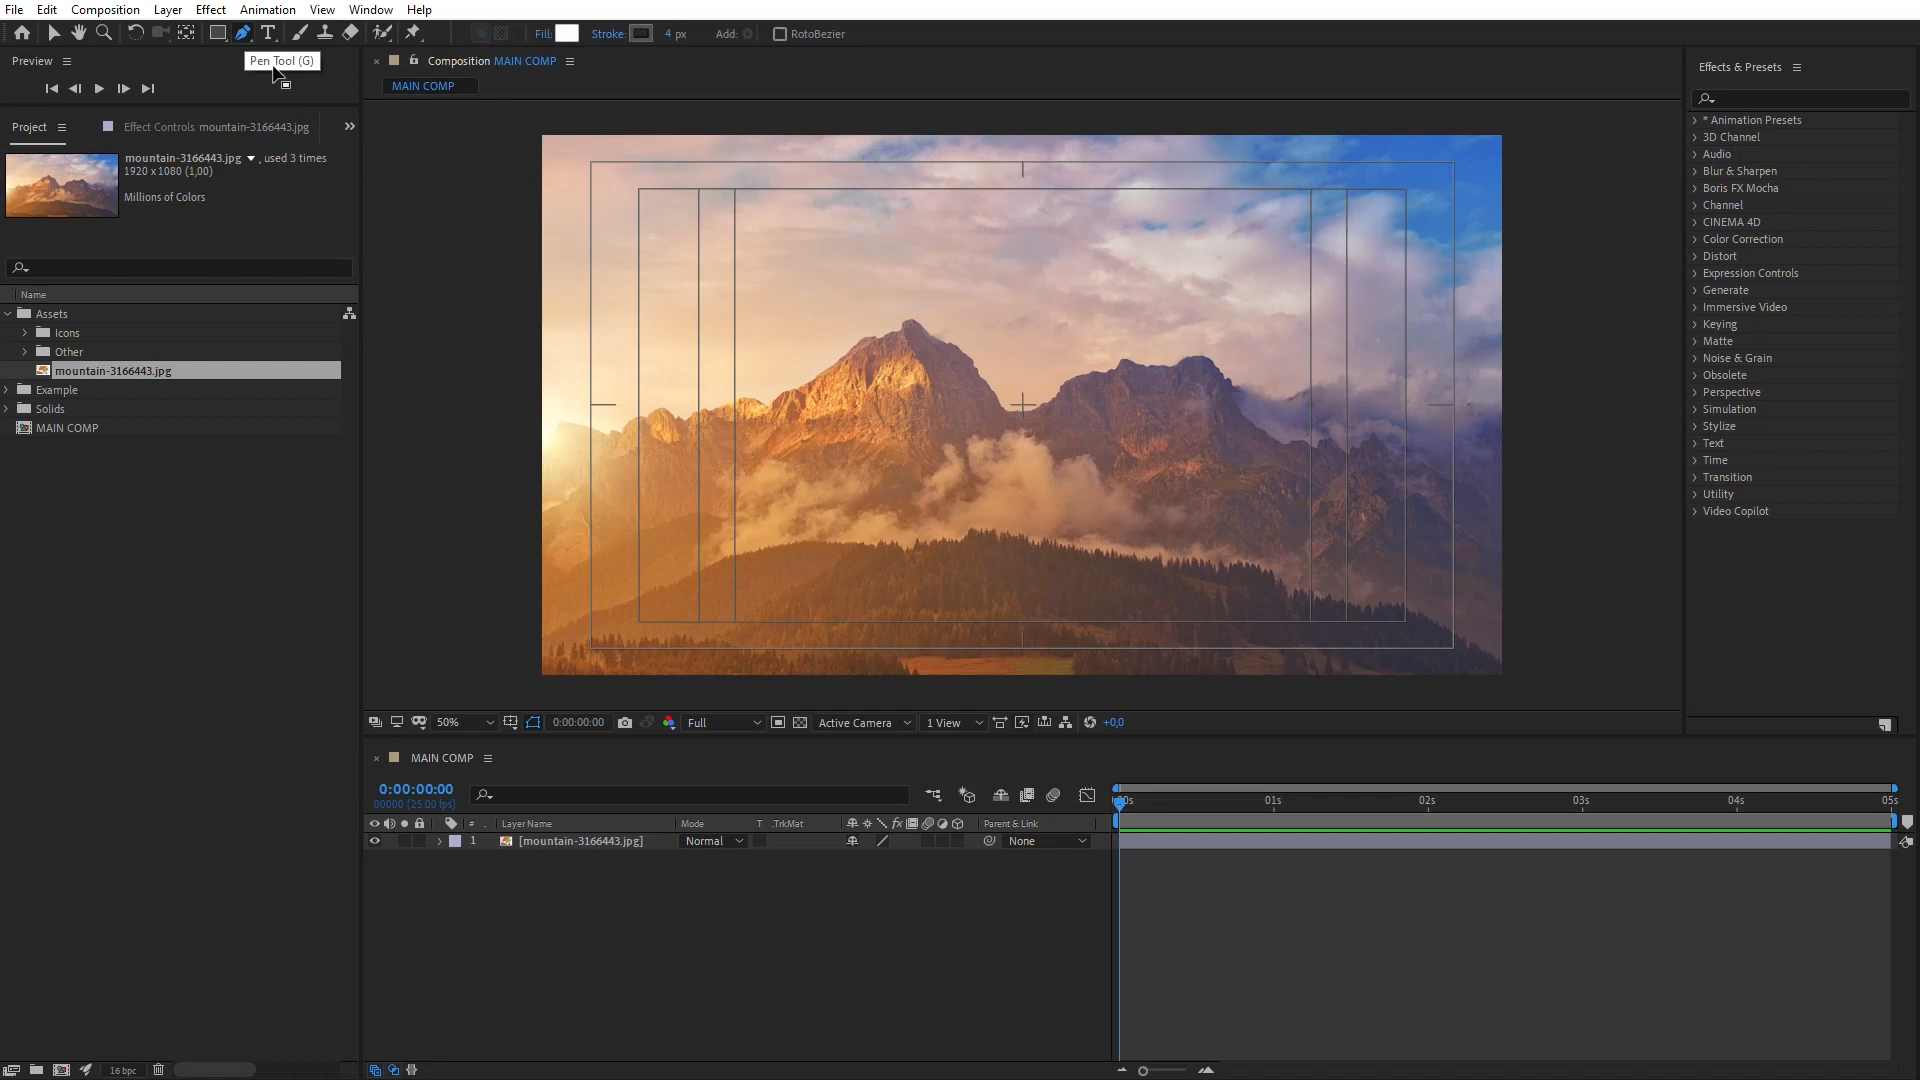 File Edit Composition Layer Effect Animation View Window Help
Fill: Stroke: 4 px Add: RotoBezier
Pen Tool (G)
Preview
Project Effect Controls mountain-3166443.jpg
mountain-3166443.jpg , used 3 times
1920 x 1080 (1,00)
Millions of Colors
Name
Assets
Icons
Other
mountain-3166443.jpg
Example
Solids
MAIN COMP
16 bpc
Composition MAIN COMP
MAIN COMP
50% 0:00:00:00 Full Active Camera 1 View +0,0
Effects & Presets
* Animation Presets
3D Channel
Audio
Blur & Sharpen
Boris FX Mocha
Channel
CINEMA 4D
Color Correction
Distort
Expression Controls
Generate
Immersive Video
Keying
Matte
Noise & Grain
Obsolete
Perspective
Simulation
Stylize
Text
Time
Transition
Utility
Video Copilot
MAIN COMP
0:00:00:00
00000 (25.00 fps)
# Layer Name Mode T .TrkMat fx Parent & Link
1 [mountain-3166443.jpg] Normal None
01s 02s 03s 04s 05s